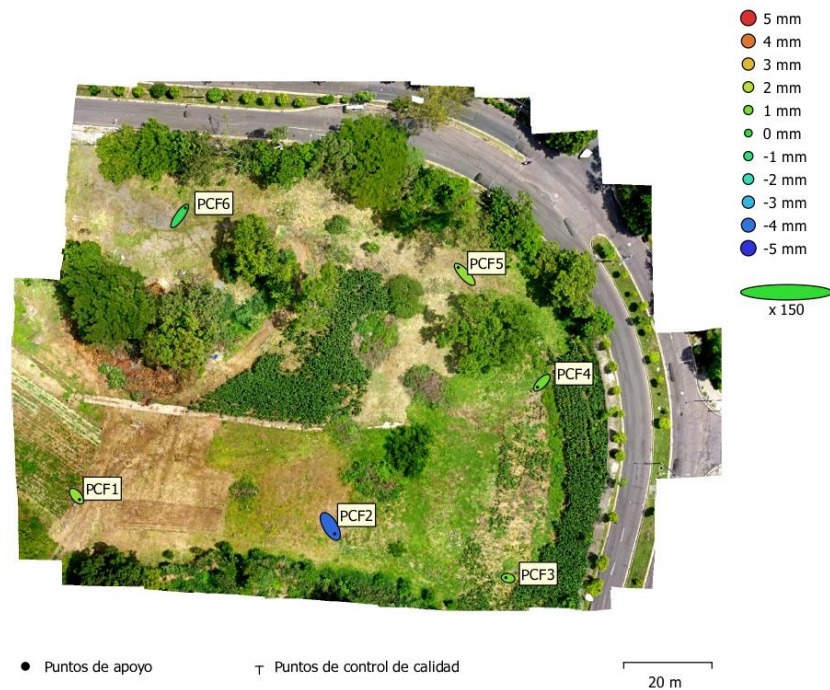 5 mm
4 mm
3 mm
2 mm
1 mm
0 mm
-1 mm
-2 mm
-3 mm
-4 mm
-5 mm
x 150
PCF6
PCF5
PCF4
PCF1
PCF2
PCF3
Puntos de apoyo
Puntos de control de calidad
20 m